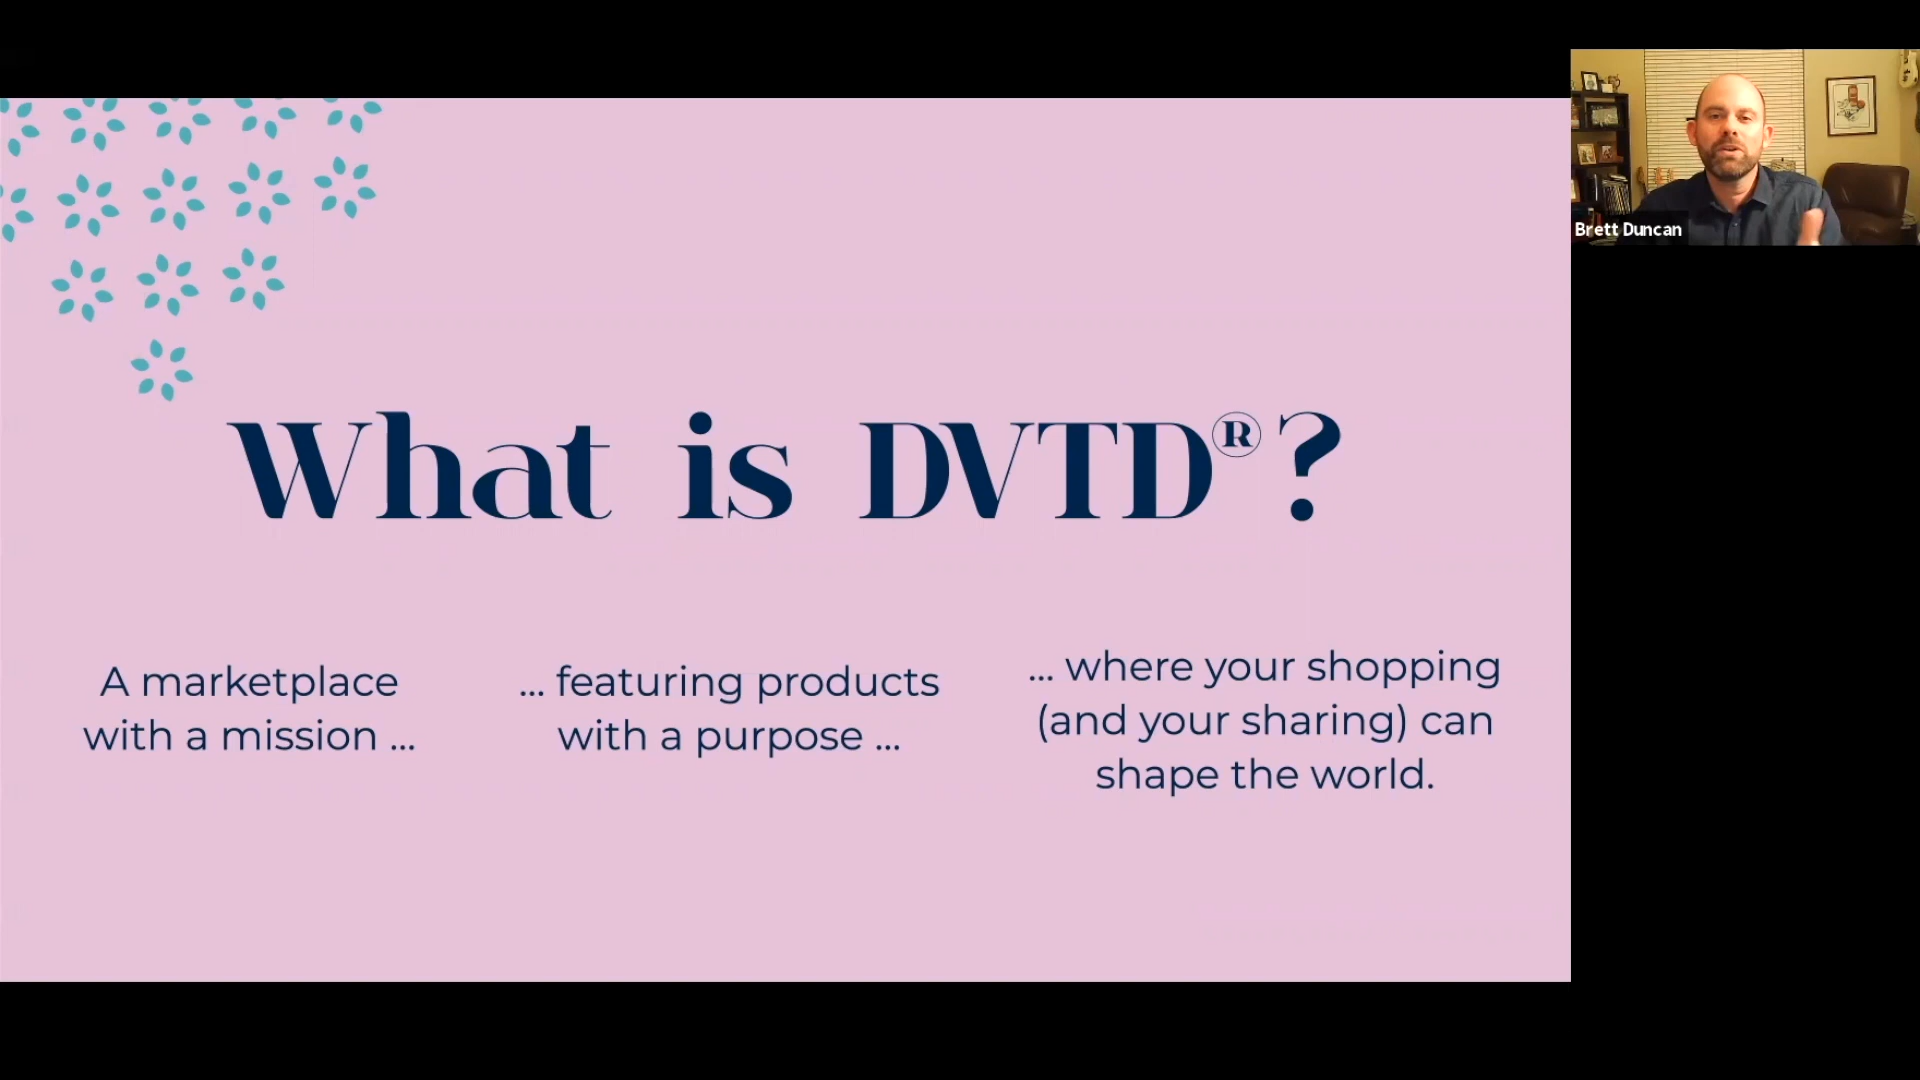 What is DVTD®?
A marketplace
with a mission ...
... featuring products
with a purpose ...
... where your shopping
(and your sharing) can
shape the world.
Brett Duncan